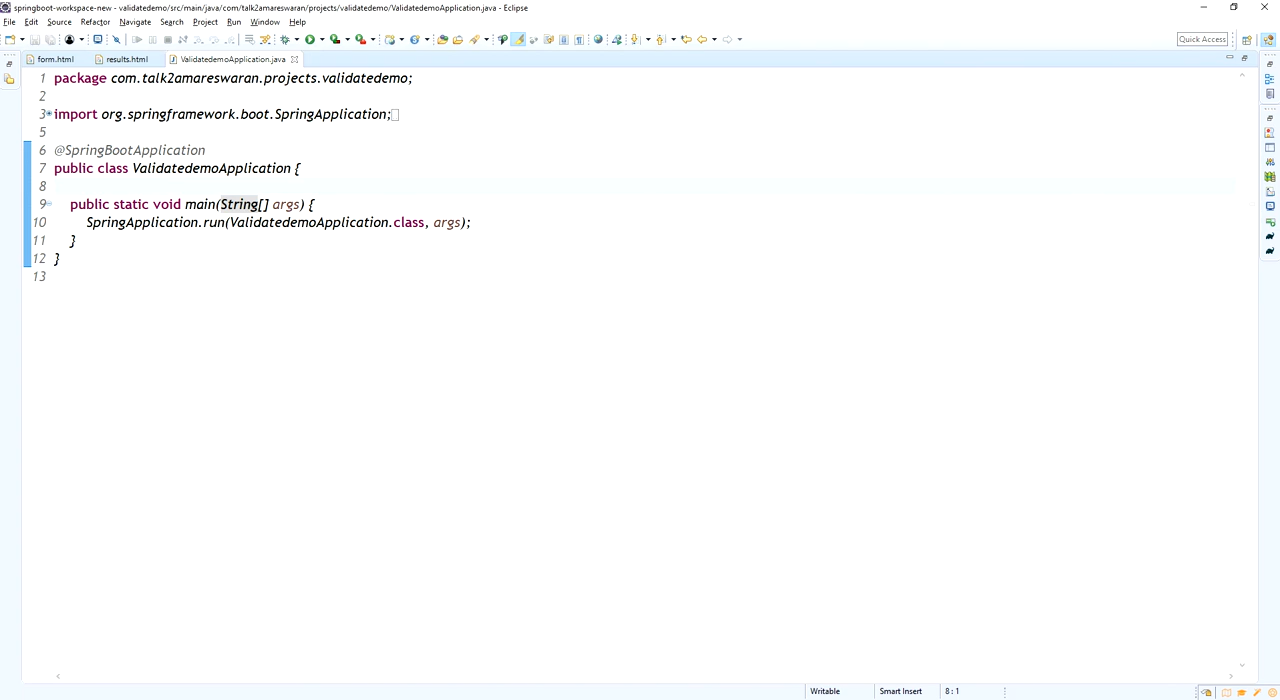 springboot-workspace-new - validatedemo/src/main/java/com/talk2amareswaran/projects/validatedemo/ValidatedemoApplication.java - Eclipse
File Edit Source Refactor Navigate Search Project Run Window Help
Quick Access
form.html results.html ValidatedemoApplication.java
1 package com.talk2amareswaran.projects.validatedemo;
2
3 import org.springframework.boot.SpringApplication;
5
6 @SpringBootApplication
7 public class ValidatedemoApplication {
8
9 public static void main(String[] args) {
10 SpringApplication.run(ValidatedemoApplication.class, args);
11 }
12 }
13
Writable Smart Insert 8 : 1